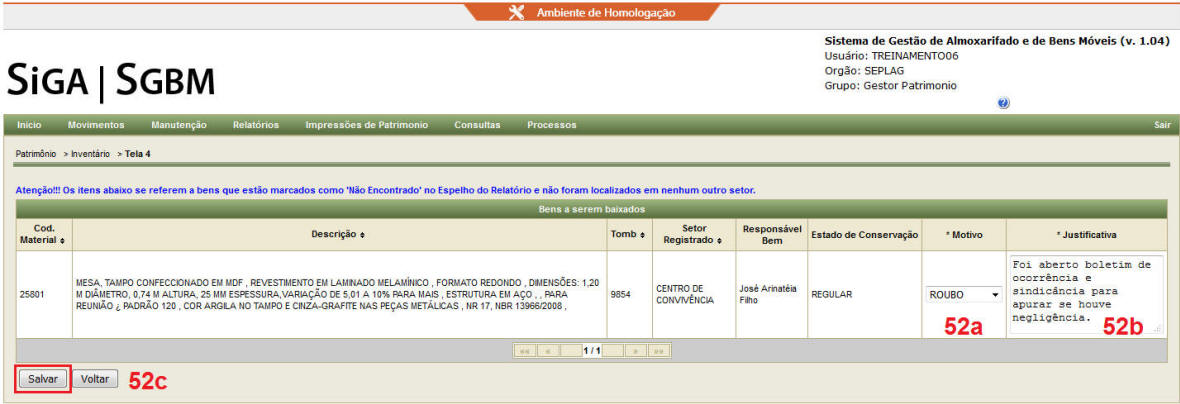 Ambiente de Homologação
Sistema de Gestão de Almoxarifado e de Bens Móveis (v. 1.04)
Usuário: TREINAMENTO06
Orgão: SEPLAG
Grupo: Gestor Patrimonio
SIGA | SGBM
Inicio Movimentos Manutenção Relatórios Impressões de Patrimonio Consultas Processos Sair
Patrimônio > Inventário > Tela 4
Atenção!!! Os itens abaixo se referem a bens que estão marcados como 'Não Encontrado' no Espelho do Relatório e não foram localizados em nenhum outro setor.
Bens a serem baixados
Cod. Material Descrição Tomb Setor Registrado Responsável Bem Estado de Conservação * Motivo * Justificativa
25801
MESA, TAMPO CONFECCIONADO EM MDF , REVESTIMENTO EM LAMINADO MELAMÍNICO , FORMATO REDONDO , DIMENSÕES: 1,20
M DIÂMETRO, 0,74 M ALTURA, 25 MM ESPESSURA,VARIAÇÃO DE 5,01 A 10% PARA MAIS , ESTRUTURA EM AÇO , , PARA
REUNIÃO ¿ PADRÃO 120 , COR ARGILA NO TAMPO E CINZA-GRAFITE NAS PEÇAS METÁLICAS , NR 17, NBR 13966/2008 ,
9854
CENTRO DE
CONVIVÊNCIA
José Arinatéia
Filho
REGULAR
ROUBO
52a
Foi aberto boletim de
ocorrência e
sindicância para
apurar se houve
negligência.
52b
1 / 1
Salvar Voltar 52c